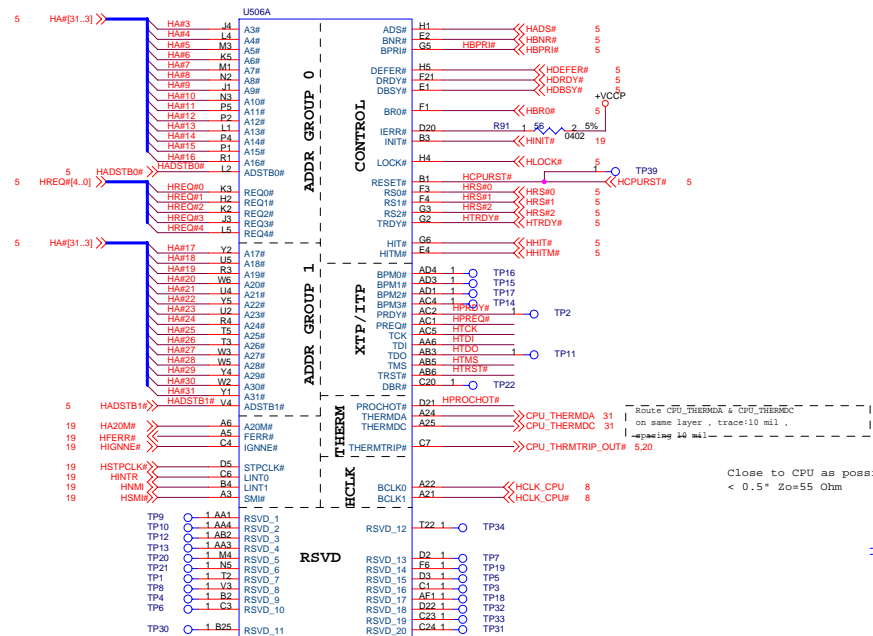 U506A
5 HA#[31..3] HA#3 J4 A3# ADS# H1 HADS# 5
HA#4 L4 A4# BNR# E2 HBNR# 5
HA#5 M3 A5# BPRI# G5 HBPRI# HBPRI# 5
HA#6 K5 A6#
HA#7 M1 A7# DEFER# H5 HDEFER# 5
HA#8 N2 A8# DRDY# F21 HDRDY# 5
HA#9 J1 A9# DBSY# E1 HDBSY# 5
HA#10 N3 A10#
HA#11 P5 A11# BR0# F1 HBR0# 5
+VCCP
HA#12 P2 A12#
HA#13 L1 A13# IERR# D20 R91 1 56 2 5% 0402
HA#14 P4 A14# INIT# B3 HINIT# 19
HA#15 P1 A15#
HA#16 R1 A16# LOCK# H4 HLOCK# 5
5 HADSTB0# HADSTB0# L2 ADSTB0#
1 TP39
5 HREQ#[4..0] HREQ#0 K3 REQ0# RESET# B1 HCPURST# HCPURST# 5
HREQ#1 H2 REQ1# RS0# F3 HRS#0 5
HREQ#2 K2 REQ2# RS1# F4 HRS#1 5
HREQ#3 J3 REQ3# RS2# G3 HRS#2 5
HREQ#4 L5 REQ4# TRDY# G2 HTRDY# HTRDY# 5
ADDR GROUP 0
CONTROL
HIT# G6 HHIT# 5
HITM# E4 HHITM# 5
5 HA#[31..3] HA#17 Y2 A17#
HA#18 U5 A18#
HA#19 R3 A19# BPM0# AD4 1 TP16
HA#20 W6 A20# BPM1# AD3 1 TP15
HA#21 U4 A21# BPM2# AD1 1 TP17
HA#22 Y5 A22# BPM3# AC4 1 TP14
HA#23 U2 A23# PRDY# AC2 HPRDY# 1 TP2
HA#24 R4 A24# PREQ# AC1 HPREQ#
HA#25 T5 A25# TCK AC5 HTCK
HA#26 T3 A26# TDI AA6 HTDI
HA#27 W3 A27# TDO AB3 HTDO 1 TP11
HA#28 W5 A28# TMS AB5 HTMS
HA#29 Y4 A29# TRST# AB6 HTRST#
HA#30 W2 A30# DBR# C20 1 TP22
HA#31 Y1 A31#
5 HADSTB1# HADSTB1# V4 ADSTB1#
ADDR GROUP 1
XTP/ITP
PROCHOT# D21 HPROCHOT#
THERMDA A24 CPU_THERMDA 31
THERMDC A25 CPU_THERMDC 31
THERMTRIP# C7 CPU_THRMTRIP_OUT# 5,20
THERM
Route CPU_THERMDA & CPU_THERMDC
on same layer , trace:10 mil ,
spacing 10 mil
19 HA20M# A6 A20M#
19 HFERR# A5 FERR#
19 HIGNNE# C4 IGNNE#
19 HSTPCLK# D5 STPCLK#
19 HINTR C6 LINT0
19 HNMI B4 LINT1
19 HSMI# A3 SMI#
HCLK
BCLK0 A22 HCLK_CPU 8
BCLK1 A21 HCLK_CPU# 8
Close to CPU as possi
< 0.5" Zo=55 Ohm
TP9 1 AA1 RSVD_1
TP10 1 AA4 RSVD_2
TP12 1 AB2 RSVD_3
TP13 1 AA3 RSVD_4
TP20 1 M4 RSVD_5
TP21 1 N5 RSVD_6
TP1 1 T2 RSVD_7
TP8 1 V3 RSVD_8
TP4 1 B2 RSVD_9
TP6 1 C3 RSVD_10
TP30 1 B25 RSVD_11
RSVD
RSVD_12 T22 1 TP34
RSVD_13 D2 1 TP7
RSVD_14 F6 1 TP19
RSVD_15 D3 1 TP5
RSVD_16 C1 1 TP3
RSVD_17 AF1 1 TP18
RSVD_18 D22 1 TP32
RSVD_19 C23 1 TP33
RSVD_20 C24 1 TP31